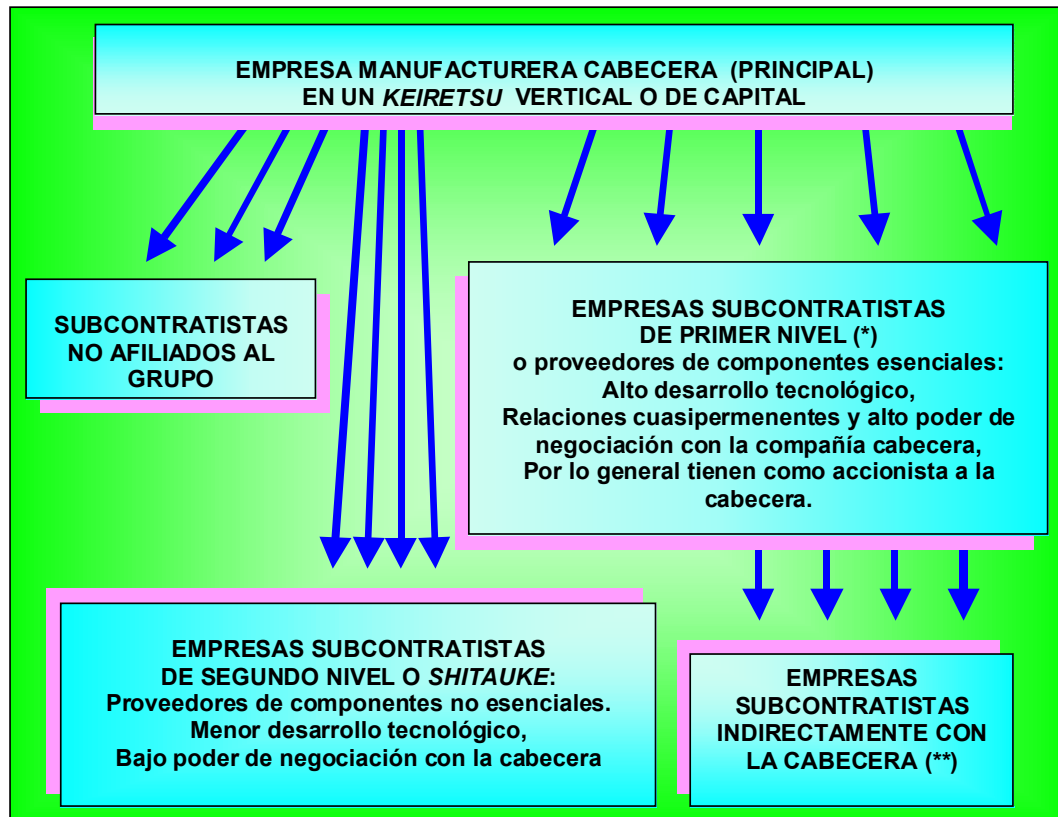 EMPRESA MANUFACTURERA CABECERA (PRINCIPAL)
EN UN KEIRETSU VERTICAL O DE CAPITAL
SUBCONTRATISTAS
NO AFILIADOS AL
GRUPO
EMPRESAS SUBCONTRATISTAS
DE PRIMER NIVEL (*)
o proveedores de componentes esenciales:
Alto desarrollo tecnológico,
Relaciones cuasipermenentes y alto poder de
negociación con la compañía cabecera,
Por lo general tienen como accionista a la
cabecera.
EMPRESAS SUBCONTRATISTAS
DE SEGUNDO NIVEL O SHITAUKE:
Proveedores de componentes no esenciales.
Menor desarrollo tecnológico,
Bajo poder de negociación con la cabecera
EMPRESAS
SUBCONTRATISTAS
INDIRECTAMENTE CON
LA CABECERA (**)